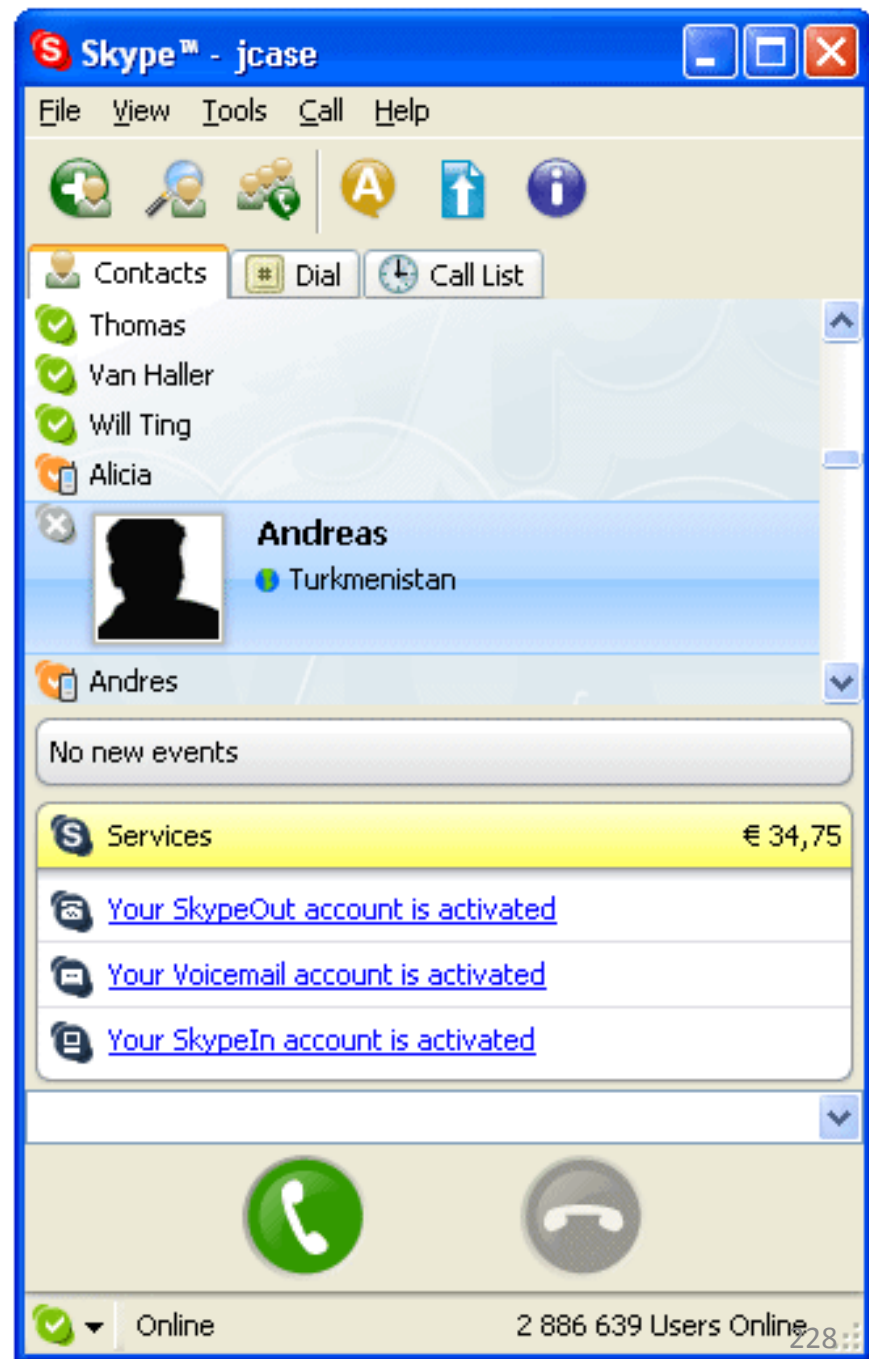 Skype™ - jcase
File View Tools Call Help
A i
Contacts # Dial Call List
Thomas
Van Haller
Will Ting
Alicia
Andreas
Turkmenistan
Andres
No new events
S Services € 34,75
Your SkypeOut account is activated
Your Voicemail account is activated
Your SkypeIn account is activated
Online 2 886 639 Users Online
228